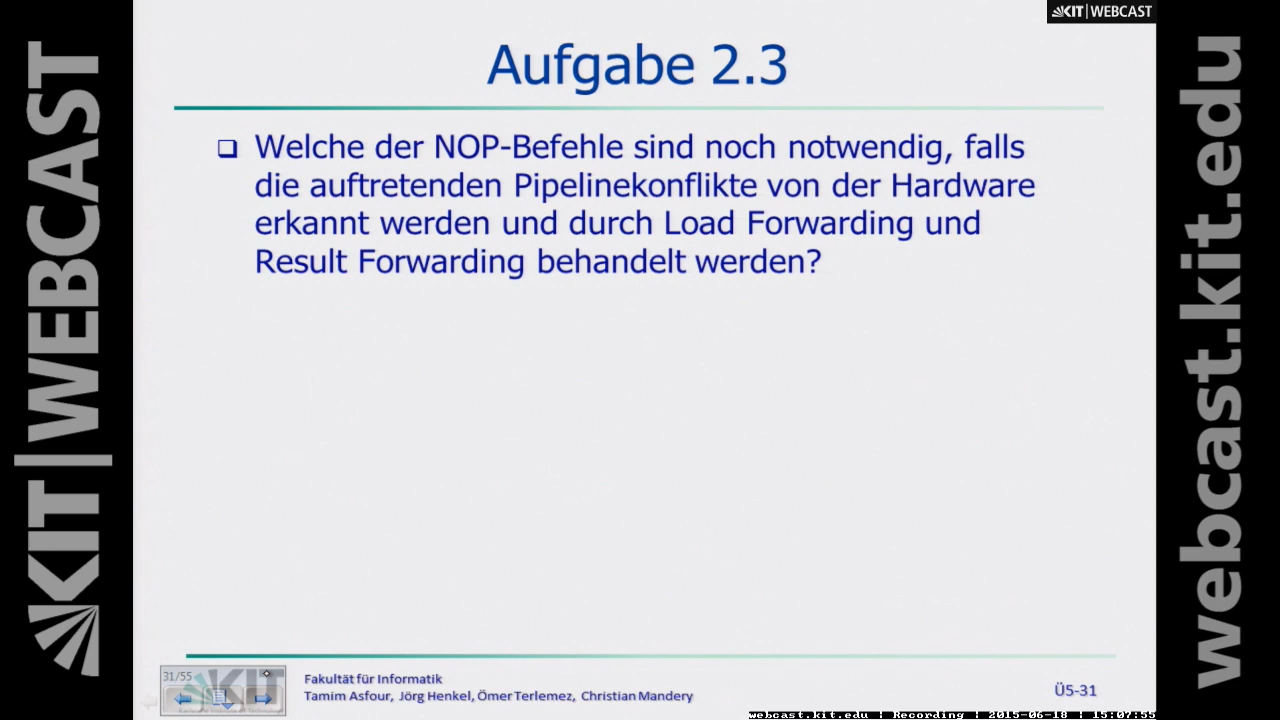 KIT | WEBCAST
Aufgabe 2.3
❑ Welche der NOP-Befehle sind noch notwendig, falls
die auftretenden Pipelinekonflikte von der Hardware
erkannt werden und durch Load Forwarding und
Result Forwarding behandelt werden?
KIT | WEBCAST
webcast.kit.edu
31/55
KIT
Fakultät für Informatik
Tamim Asfour, Jörg Henkel, Ömer Terlemez, Christian Mandery
Ü5-31
webcast.kit.edu | Recording | 2015-06-18 | 15:07:55